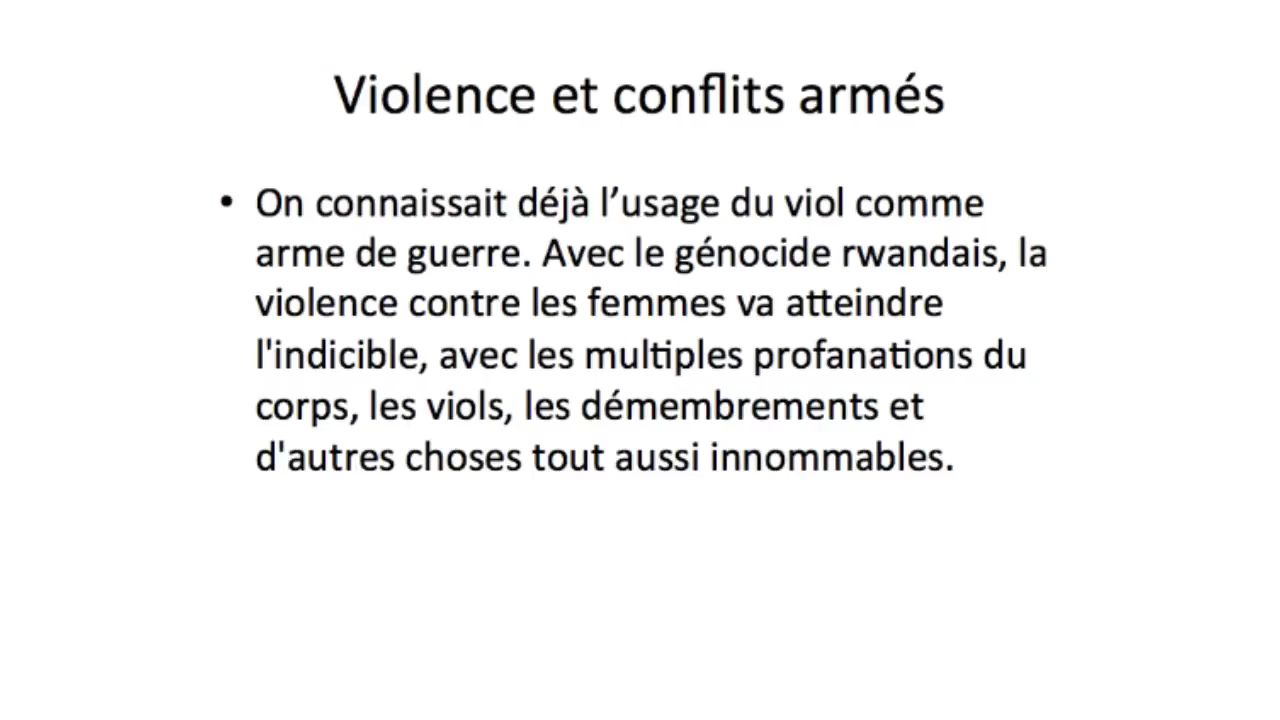 Violence et conflits armés
• On connaissait déjà l’usage du viol comme
arme de guerre. Avec le génocide rwandais, la
violence contre les femmes va atteindre
l'indicible, avec les multiples profanations du
corps, les viols, les démembrements et
d'autres choses tout aussi innommables.